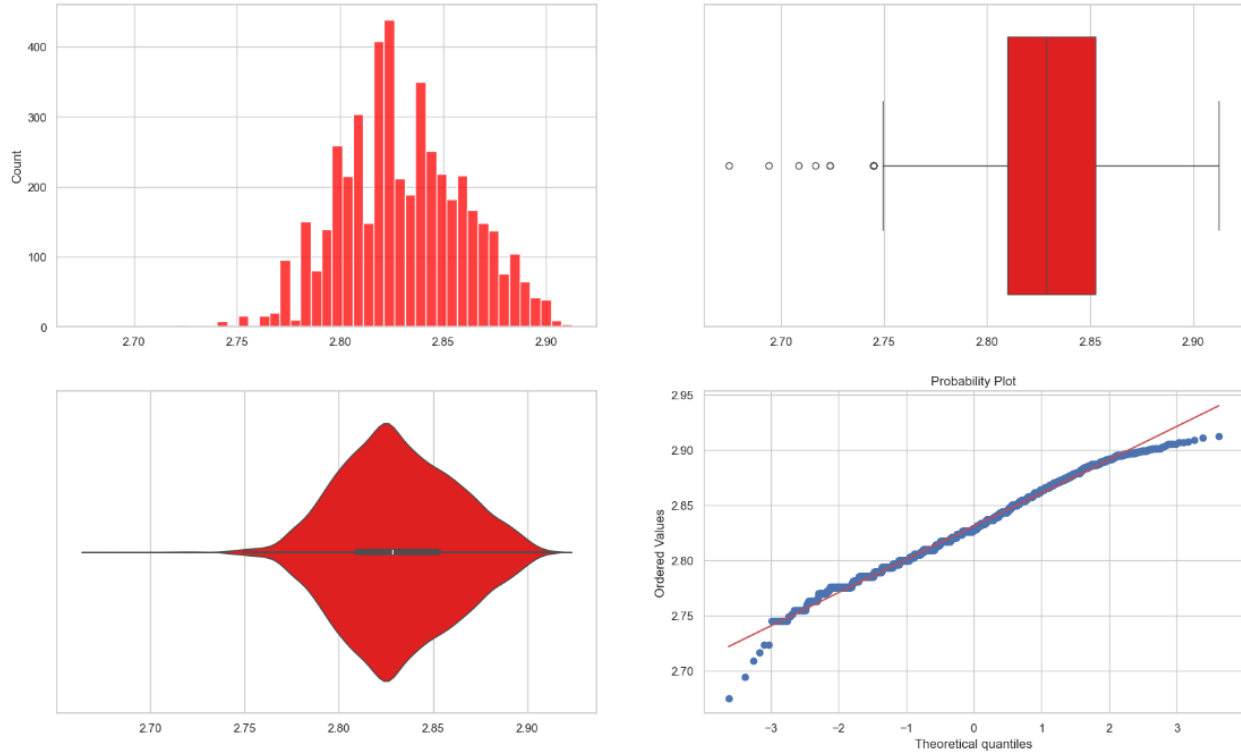 400
300
200
100
0
Count
2.70 2.75 2.80 2.85 2.90
2.70 2.75 2.80 2.85 2.90
2.70 2.75 2.80 2.85 2.90
Probability Plot
2.95
2.90
2.85
2.80
2.75
2.70
Ordered Values
−3 −2 −1 0 1 2 3
Theoretical quantiles